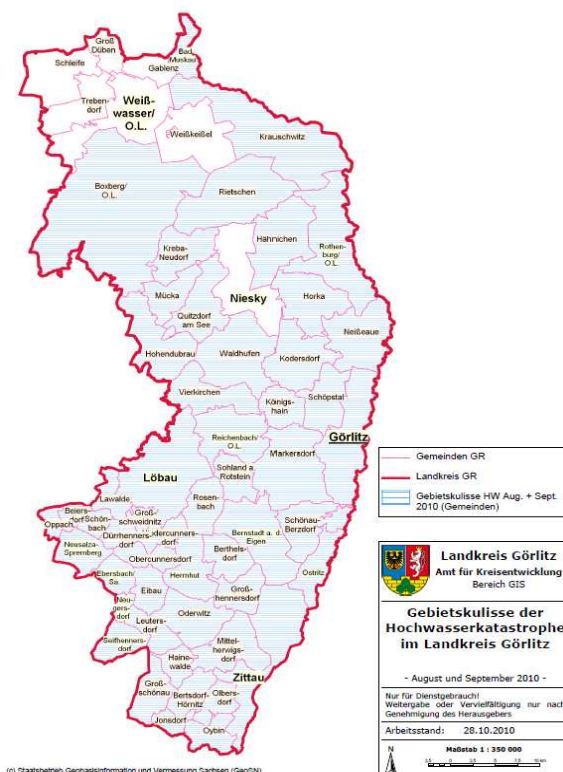 Groß
Düben
Bad
Muskau
Schleife
Gablenz
Treben-
dorf
Weiß-
wasser/
O.L.
Weißkeißel
Krauschwitz
Boxberg/
O.L.
Rietschen
Hähnichen
Kreba-
Neudorf
Rothen-
burg/
O.L.
Mücka
Niesky
Horka
Quitzdorf
am See
Neißeaue
Hohendubrau
Waldhufen
Kodersdorf
Vierkirchen
Königs-
hain
Schöpstal
Reichenbach/
O.L.
Görlitz
Markersdorf
Löbau
Sohland a.
Rotstein
Lawalde
Rosen-
bach
Groß-
schweidnitz
Beiers-
dorf
Schön-
bach
Oppach
Schönau-
Berzdorf
Dürrhenners-
dorf
Bernstadt a. d.
Eigen
Neusalza-
Spremberg
Berthels-
dorf
Obercunnersdorf
Ostritz
Ebersbach/
Sa.
Herrnhut
Eibau
Groß-
hennersdorf
Neu-
gers-
dorf
Oderwitz
Leuters-
dorf
Seifhenners-
dorf
Mittel-
herwigs-
dorf
Haine-
walde
Zittau
Groß-
schönau
Bertsdorf-
Hörnitz
Olbers-
dorf
Jonsdorf
Oybin
Gemeinden GR
Landkreis GR
Gebietskulisse HW Aug. + Sept.
2010 (Gemeinden)
Landkreis Görlitz
Amt für Kreisentwicklung
Bereich GIS
Gebietskulisse der
Hochwasserkatastrophe
im Landkreis Görlitz
- August und September 2010 -
Nur für Dienstgebrauch!
Weitergabe oder Vervielfältigung nur nach
Genehmigung des Herausgebers
Arbeitsstand: 28.10.2010
N
Maßstab 1 : 350 000
(c) Staatsbetrieb Geobasisinformation und Vermessung Sachsen (GeoSN)